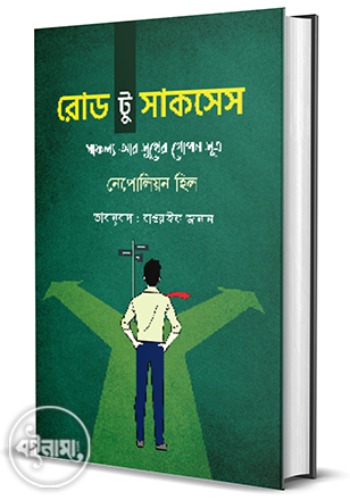 রোড টু সাকসেস
সাফল্য আর সুখের গোপন সূত্র
নেপোলিয়ন হিল
ভাবানুবাদ :
বইনামা